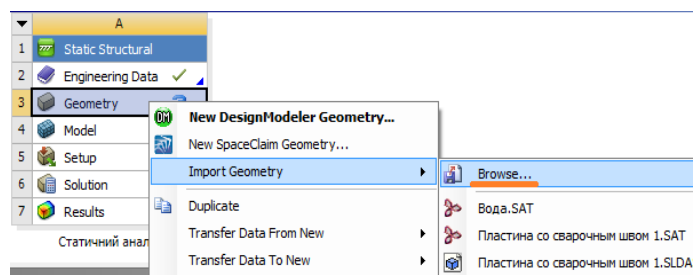 A
1 Static Structural
2 Engineering Data
3 Geometry
4 Model
5 Setup
6 Solution
7 Results
Статичний анал
New DesignModeler Geometry...
New SpaceClaim Geometry...
Import Geometry
Duplicate
Transfer Data From New
Transfer Data To New
Browse...
Вода.SAT
Пластина со сварочным швом 1.SAT
Пластина со сварочным швом 1.SLDA